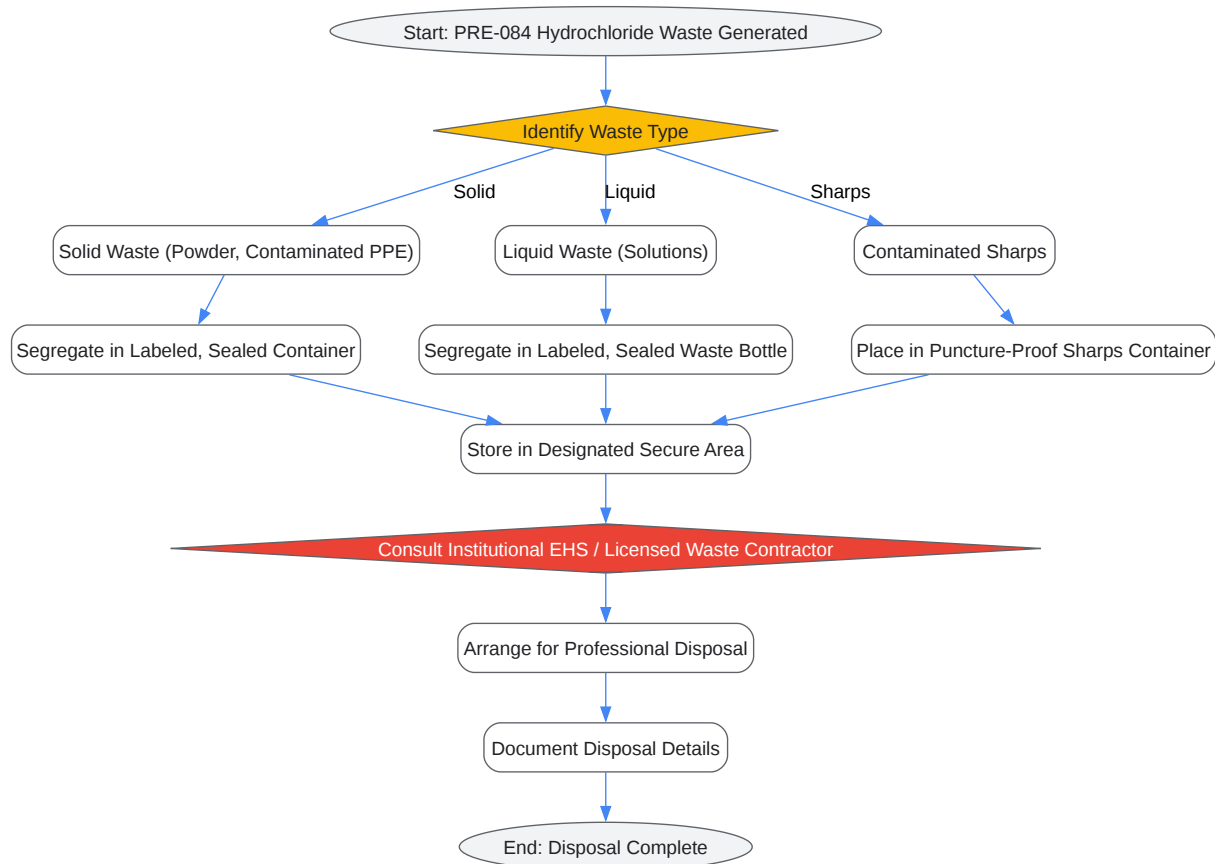 Start: PRE-084 Hydrochloride Waste Generated
Identify Waste Type
Solid
Liquid
Sharps
Solid Waste (Powder, Contaminated PPE)
Liquid Waste (Solutions)
Contaminated Sharps
Segregate in Labeled, Sealed Container
Segregate in Labeled, Sealed Waste Bottle
Place in Puncture-Proof Sharps Container
Store in Designated Secure Area
Consult Institutional EHS / Licensed Waste Contractor
Arrange for Professional Disposal
Document Disposal Details
End: Disposal Complete